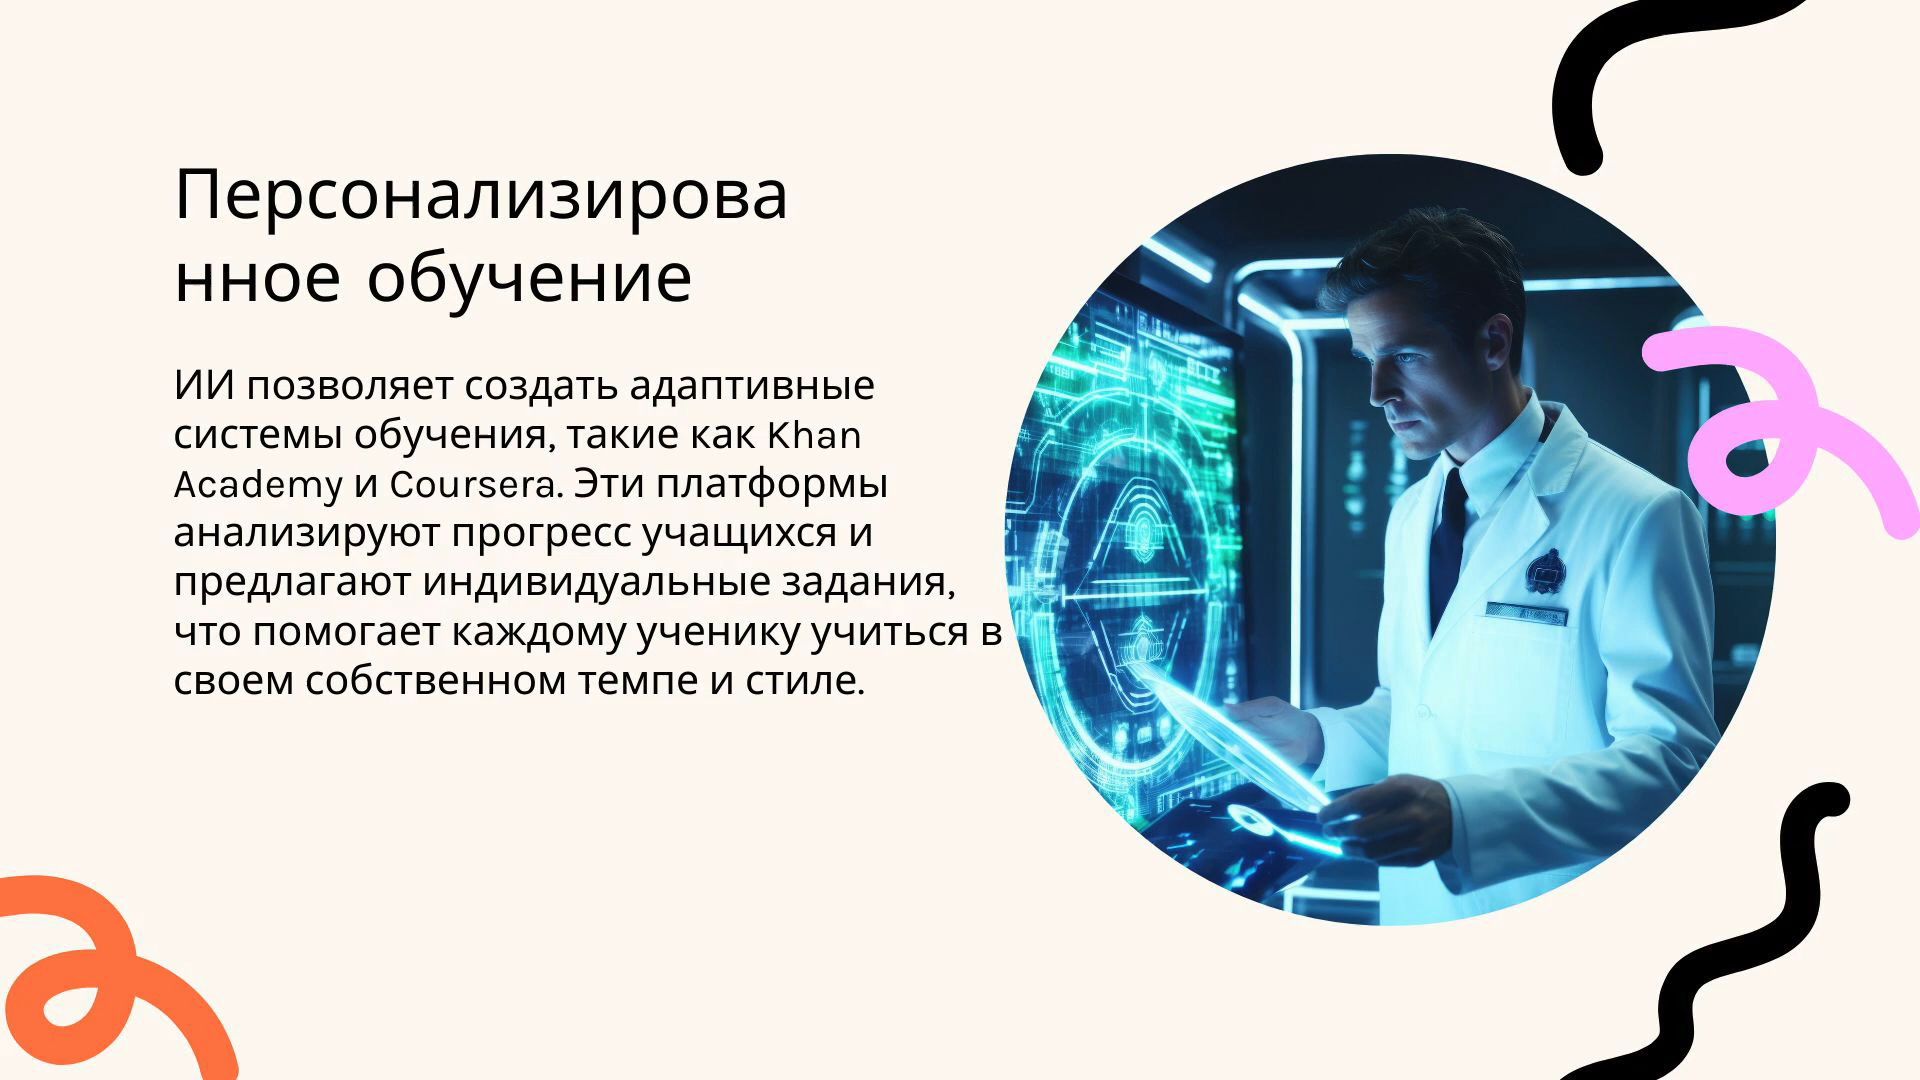 Персонализирова
нное обучение
ИИ позволяет создать адаптивные
системы обучения, такие как Khan
Academy и Coursera. Эти платформы
анализируют прогресс учащихся и
предлагают индивидуальные задания,
что помогает каждому ученику учиться в
своем собственном темпе и стиле.